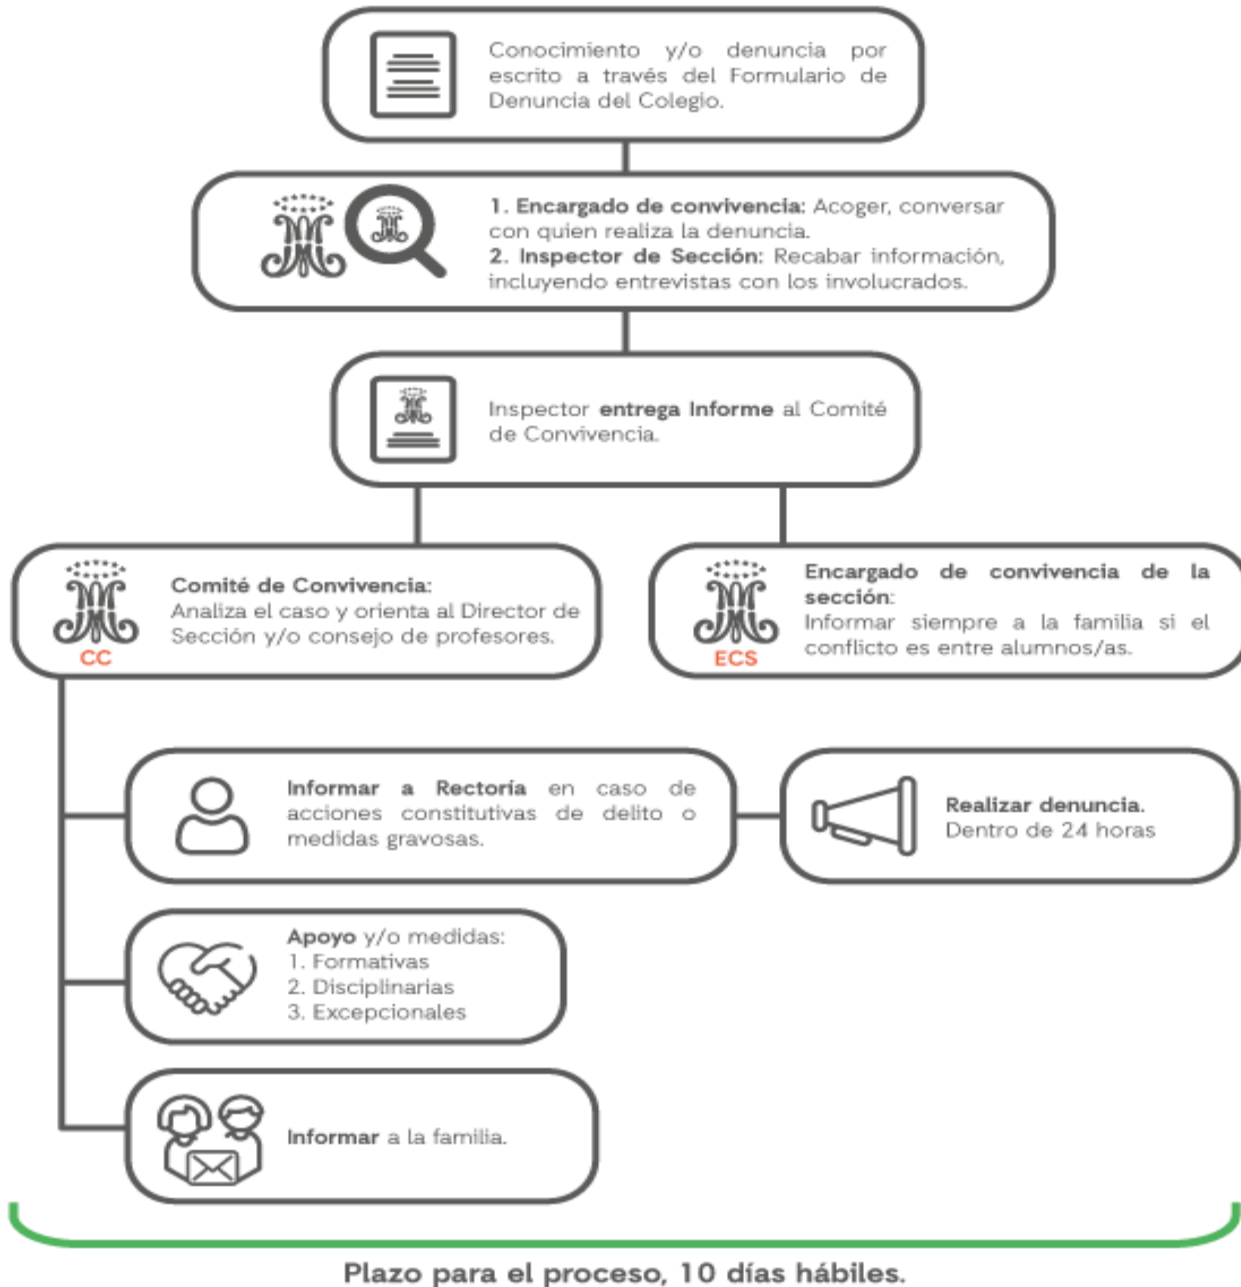 Conocimiento y/o denuncia por
escrito a través del Formulario de
Denuncia del Colegio.
1. Encargado de convivencia: Acoger, conversar
con quien realiza la denuncia.
2. Inspector de Sección: Recabar información,
incluyendo entrevistas con los involucrados.
Inspector entrega Informe al Comité
de Convivencia.
Comité de Convivencia:
Analiza el caso y orienta al Director de
Sección y/o consejo de profesores.
CC
Encargado de convivencia de la
sección:
Informar siempre a la familia si el
conflicto es entre alumnos/as.
ECS
Informar a Rectoría en caso de
acciones constitutivas de delito o
medidas gravosas.
Realizar denuncia.
Dentro de 24 horas
Apoyo y/o medidas:
1. Formativas
2. Disciplinarias
3. Excepcionales
Informar a la familia.
Plazo para el proceso, 10 días hábiles.